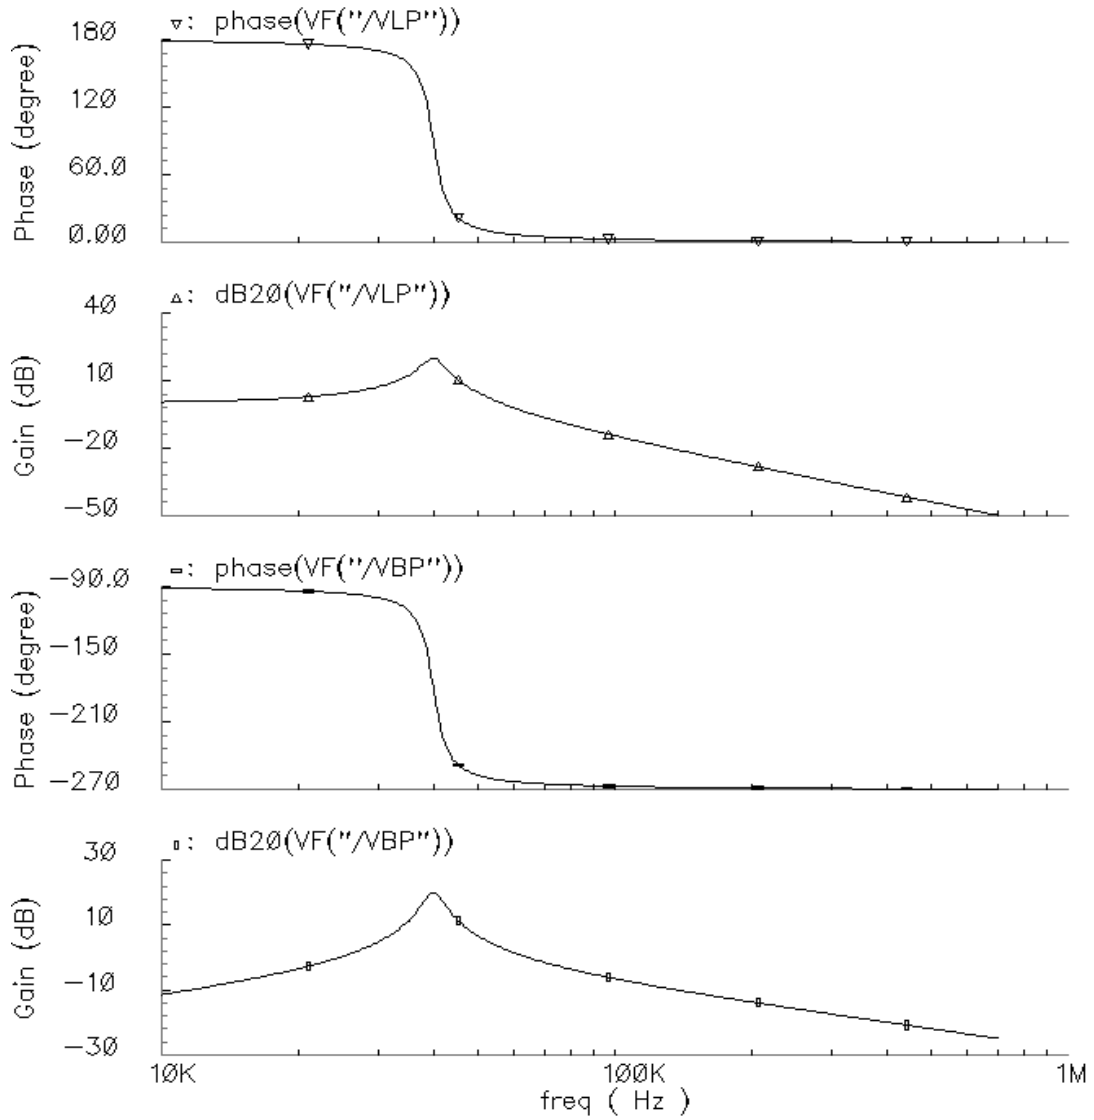 ▿: phase(VF("/VLP"))
180
120
60.0
0.00
Phase (degree)
▵: dB20(VF("/VLP"))
40
10
-20
-50
Gain (dB)
phase(VF("/VBP"))
-90.0
-150
-210
-270
Phase (degree)
▯: dB20(VF("/VBP"))
30
10
-10
-30
Gain (dB)
10K 100K 1M
freq ( Hz )